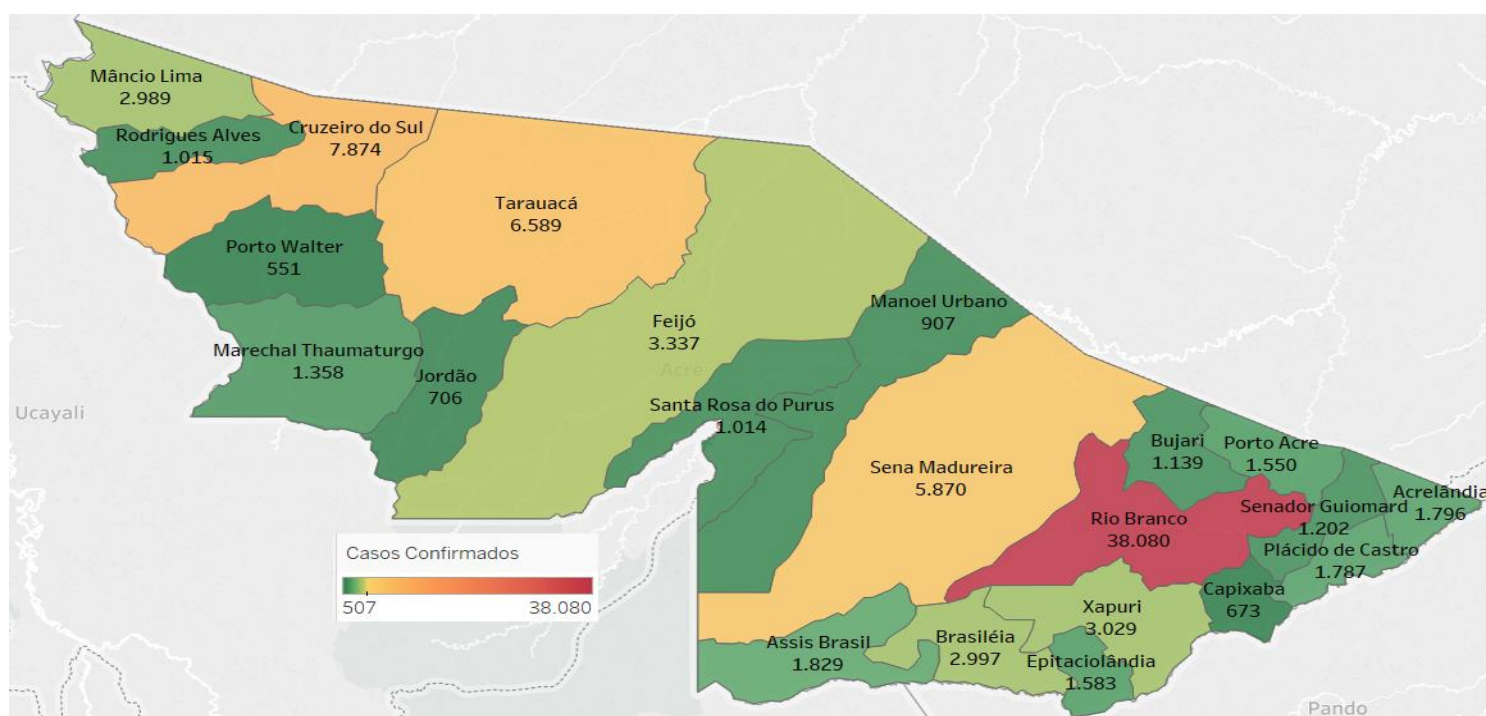 Mâncio Lima
2.989
Rodrigues Alves
1.015
Cruzeiro do Sul
7.874
Tarauacá
6.589
Porto Walter
551
Marechal Thaumaturgo
1.358
Jordão
706
Feijó
3.337
Acre
Manoel Urbano
907
Santa Rosa do Purus
1.014
Sena Madureira
5.870
Bujari
1.139
Porto Acre
1.550
Rio Branco
38.080
Senador Guiomard
1.202
Acrelândia
1.796
Plácido de Castro
1.787
Capixaba
673
Xapuri
3.029
Assis Brasil
1.829
Brasiléia
2.997
Epitaciolândia
1.583
Ucayali
Pando
Casos Confirmados
507 38.080